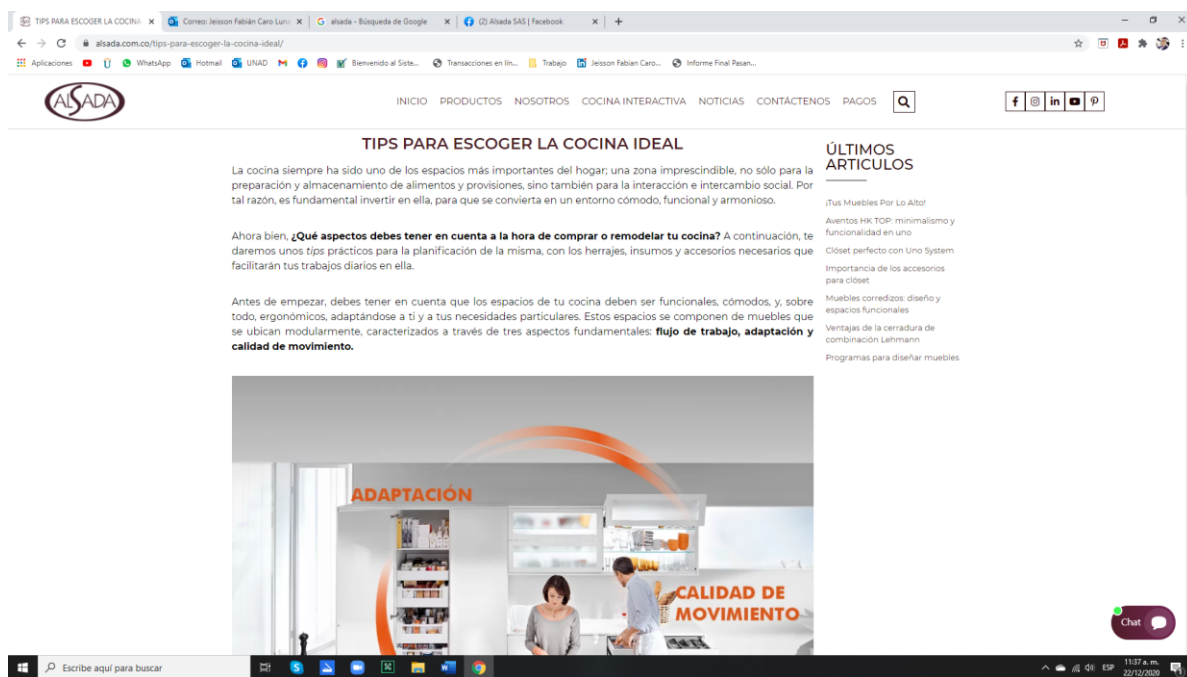 TIPS PARA ESCOGER LA COCINA
Correo: Jeisson Fabián Caro Luna
alsada - Búsqueda de Google
(2) Alsada SAS | Facebook
alsada.com.co/tips-para-escoger-la-cocina-ideal/
Aplicaciones
WhatsApp
Hotmail
UNAD
Bienvenido al Siste...
Transacciones en lín...
Trabajo
Jeisson Fabian Caro...
Informe Final Pasan...
ALSADA
INICIO PRODUCTOS NOSOTROS COCINA INTERACTIVA NOTICIAS CONTÁCTENOS PAGOS
TIPS PARA ESCOGER LA COCINA IDEAL
La cocina siempre ha sido uno de los espacios más importantes del hogar; una zona imprescindible, no sólo para la
preparación y almacenamiento de alimentos y provisiones, sino también para la interacción e intercambio social. Por
tal razón, es fundamental invertir en ella, para que se convierta en un entorno cómodo, funcional y armonioso.
Ahora bien, ¿Qué aspectos debes tener en cuenta a la hora de comprar o remodelar tu cocina? A continuación, te
daremos unos tips prácticos para la planificación de la misma, con los herrajes, insumos y accesorios necesarios que
facilitarán tus trabajos diarios en ella.
Antes de empezar, debes tener en cuenta que los espacios de tu cocina deben ser funcionales, cómodos, y, sobre
todo, ergonómicos, adaptándose a ti y a tus necesidades particulares. Estos espacios se componen de muebles que
se ubican modularmente, caracterizados a través de tres aspectos fundamentales: flujo de trabajo, adaptación y
calidad de movimiento.
ADAPTACIÓN
CALIDAD DE
MOVIMIENTO
ÚLTIMOS
ARTICULOS
¡Tus Muebles Por Lo Alto!
Aventos HK TOP: minimalismo y
funcionalidad en uno
Clóset perfecto con Uno System
Importancia de los accesorios
para clóset
Muebles corredizos: diseño y
espacios funcionales
Ventajas de la cerradura de
combinación Lehmann
Programas para diseñar muebles
Chat
Escribe aquí para buscar
ESP
11:37 a. m.
22/12/2020